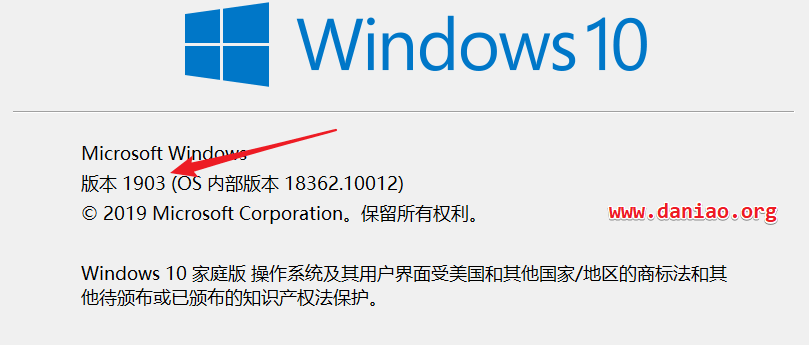 Windows 10
Microsoft Windows
版本 1903 (OS 内部版本 18362.10012)
© 2019 Microsoft Corporation。保留所有权利。
www.daniao.org
Windows 10 家庭版 操作系统及其用户界面受美国和其他国家/地区的商标法和其
他待颁布或已颁布的知识产权法保护。